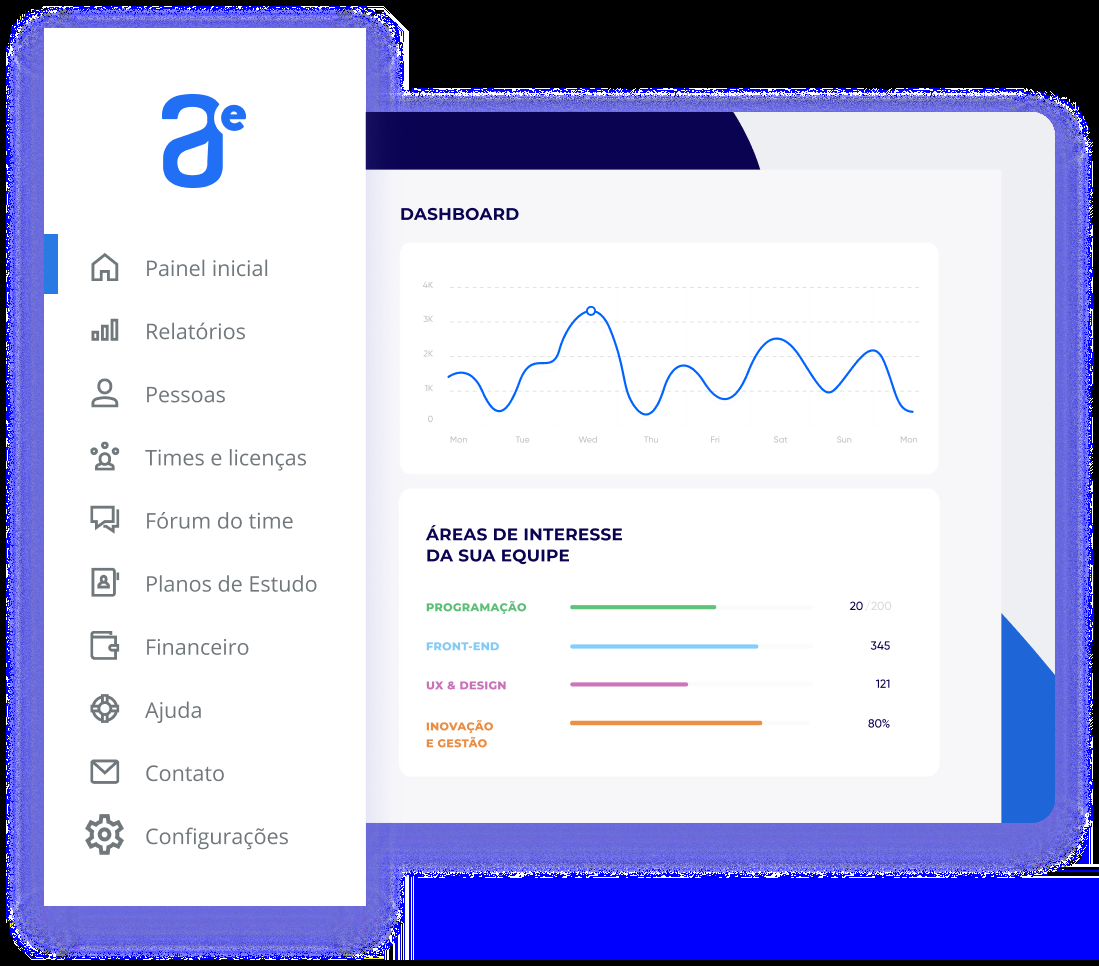 ae
Painel inicial
Relatórios
Pessoas
Times e licenças
Fórum do time
Planos de Estudo
Financeiro
Ajuda
Contato
Configurações
DASHBOARD
4K
3K
2K
1K
0
Mon Tue Wed Thu Fri Sat Sun Mon
ÁREAS DE INTERESSE
DA SUA EQUIPE
PROGRAMAÇÃO 20 /200
FRONT-END 345
UX & DESIGN 121
INOVAÇÃO 80%
E GESTÃO